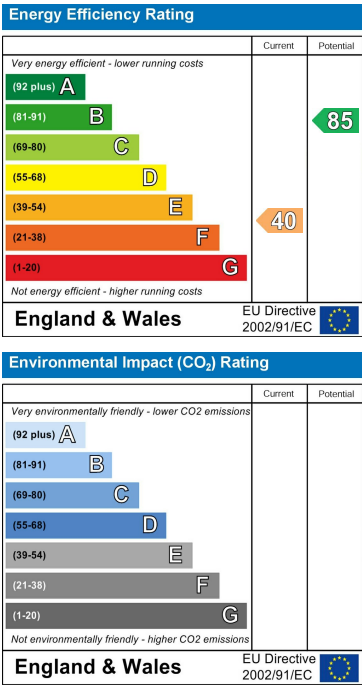 Energy Efficiency Rating
Current Potential
Very energy efficient - lower running costs
(92 plus) A
(81-91) B
85
(69-80) C
(55-68) D
(39-54) E
40
(21-38) F
(1-20) G
Not energy efficient - higher running costs
England & Wales
EU Directive
2002/91/EC
Environmental Impact (CO₂) Rating
Current Potential
Very environmentally friendly - lower CO2 emissions
(92 plus) A
(81-91) B
(69-80) C
(55-68) D
(39-54) E
(21-38) F
(1-20) G
Not environmentally friendly - higher CO2 emissions
England & Wales
EU Directive
2002/91/EC